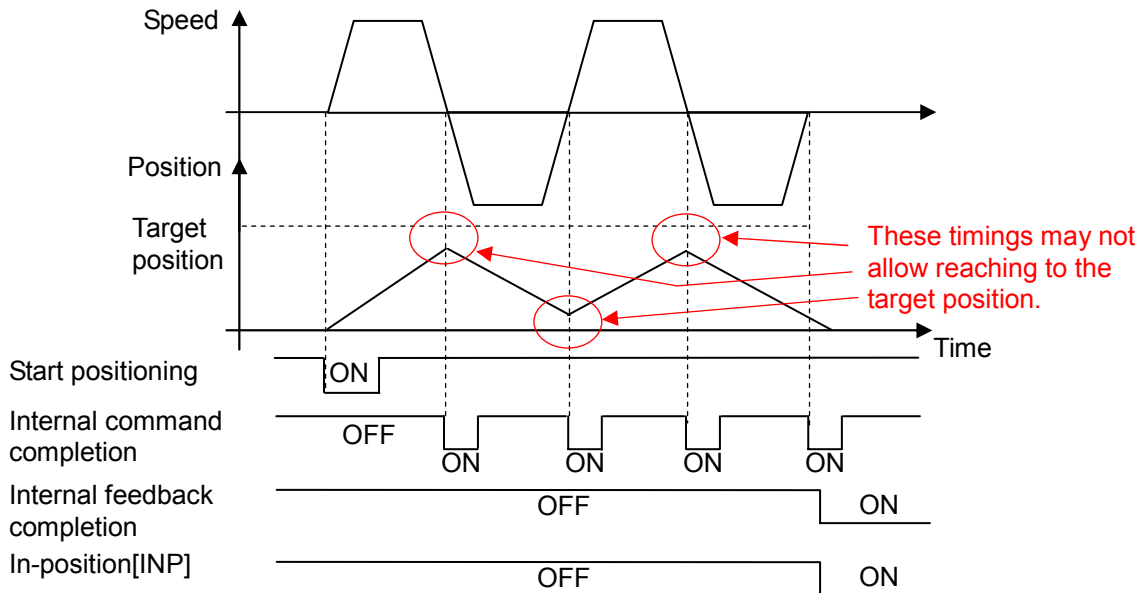 Speed
Position
Target
position
These timings may not
allow reaching to the
target position.
Time
Start positioning
ON
Internal command
completion
OFF
ON
ON
ON
ON
Internal feedback
completion
OFF
ON
In-position[INP]
OFF
ON